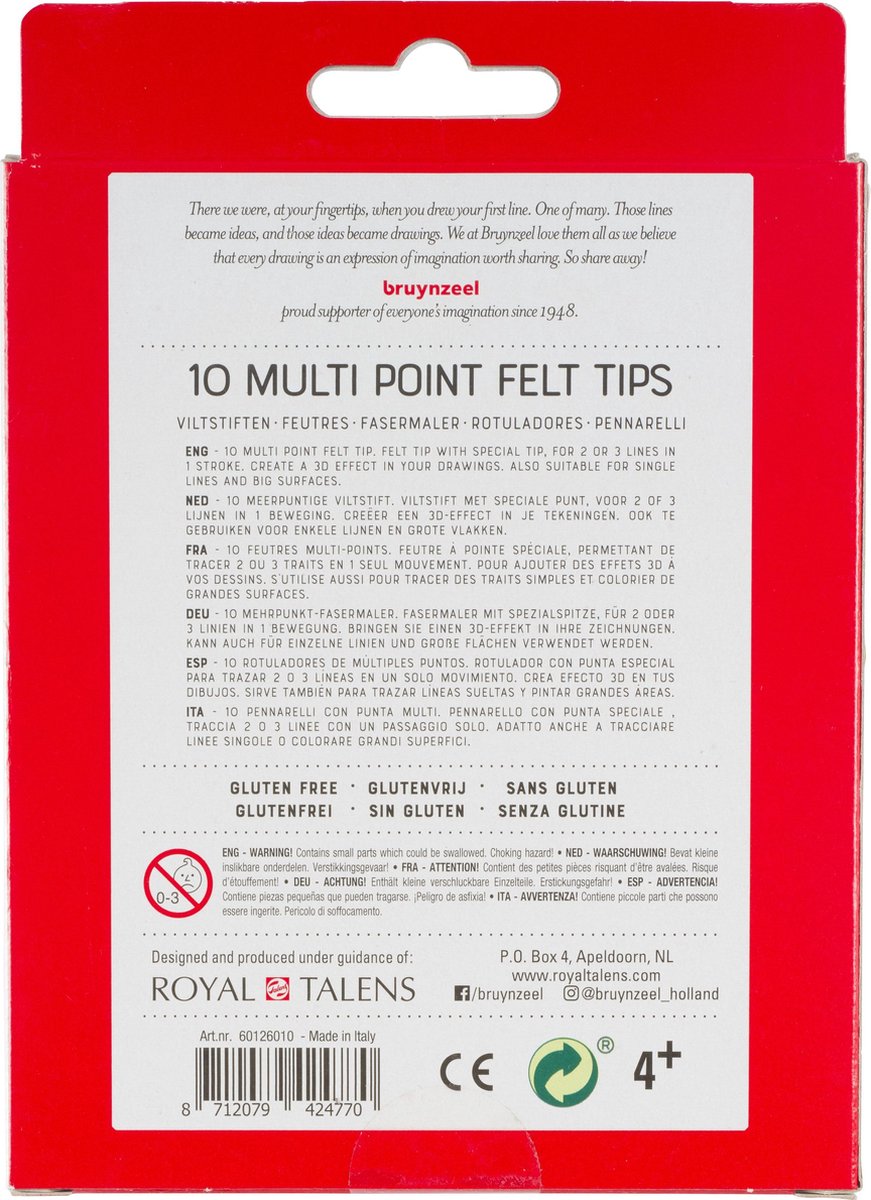 There we were, at your fingertips, when you drew your first line. One of many. Those lines
became ideas, and those ideas became drawings. We at Bruynzeel love them all as we believe
that every drawing is an expression of imagination worth sharing. So share away!
bruynzeel
proud supporter of everyone's imagination since 1948.
10 MULTI POINT FELT TIPS
VILTSTIFTEN · FEUTRES · FASERMALER · ROTULADORES · PENNARELLI
ENG - 10 MULTI POINT FELT TIP. FELT TIP WITH SPECIAL TIP, FOR 2 OR 3 LINES IN
1 STROKE. CREATE A 3D EFFECT IN YOUR DRAWINGS. ALSO SUITABLE FOR SINGLE
LINES AND BIG SURFACES.
NED - 10 MEERPUNTIGE VILTSTIFT. VILTSTIFT MET SPECIALE PUNT, VOOR 2 OF 3
LIJNEN IN 1 BEWEGING. CREËER EEN 3D-EFFECT IN JE TEKENINGEN. OOK TE
GEBRUIKEN VOOR ENKELE LIJNEN EN GROTE VLAKKEN.
FRA - 10 FEUTRES MULTI-POINTS. FEUTRE À POINTE SPÉCIALE, PERMETTANT DE
TRACER 2 OU 3 TRAITS EN 1 SEUL MOUVEMENT. POUR AJOUTER DES EFFETS 3D À
VOS DESSINS. S'UTILISE AUSSI POUR TRACER DES TRAITS SIMPLES ET COLORIER DE
GRANDES SURFACES.
DEU - 10 MEHRPUNKT-FASERMALER. FASERMALER MIT SPEZIALSPITZE, FÜR 2 ODER
3 LINIEN IN 1 BEWEGUNG. BRINGEN SIE EINEN 3D-EFFEKT IN IHRE ZEICHNUNGEN.
KANN AUCH FÜR EINZELNE LINIEN UND GROßE FLÄCHEN VERWENDET WERDEN.
ESP - 10 ROTULADORES DE MÚLTIPLES PUNTOS. ROTULADOR CON PUNTA ESPECIAL
PARA TRAZAR 2 O 3 LÍNEAS EN UN SOLO MOVIMIENTO. CREA EFECTO 3D EN TUS
DIBUJOS. SIRVE TAMBIÉN PARA TRAZAR LÍNEAS SUELTAS Y PINTAR GRANDES ÁREAS.
ITA - 10 PENNARELLI CON PUNTA MULTI. PENNARELLO CON PUNTA SPECIALE ,
TRACCIA 2 O 3 LINEE CON UN PASSAGGIO SOLO. ADATTO ANCHE A TRACCIARE
LINEE SINGOLE O COLORARE GRANDI SUPERFICI.
GLUTEN FREE · GLUTENVRIJ · SANS GLUTEN
GLUTENFREI · SIN GLUTEN · SENZA GLUTINE
ENG - WARNING! Contains small parts which could be swallowed. Choking hazard! • NED - WAARSCHUWING! Bevat kleine
inslikbare onderdelen. Verstikkingsgevaar! • FRA - ATTENTION! Contient des petites pièces risquant d'être avalées. Risque
d'étouffement! • DEU - ACHTUNG! Enthält kleine verschluckbare Einzelteile. Erstickungsgefahr! • ESP - ADVERTENCIA!
Contiene piezas pequeñas que pueden tragarse. ¡Peligro de asfixia! • ITA - AVVERTENZA! Contiene piccole parti che possono
essere ingerite. Pericolo di soffocamento.
0-3
Designed and produced under guidance of:
ROYAL Talens TALENS
P.O. Box 4, Apeldoorn, NL
www.royaltalens.com
/bruynzeel @bruynzeel_holland
Art.nr. 60126010 - Made in Italy
8 712079 424770
CE
®
4+